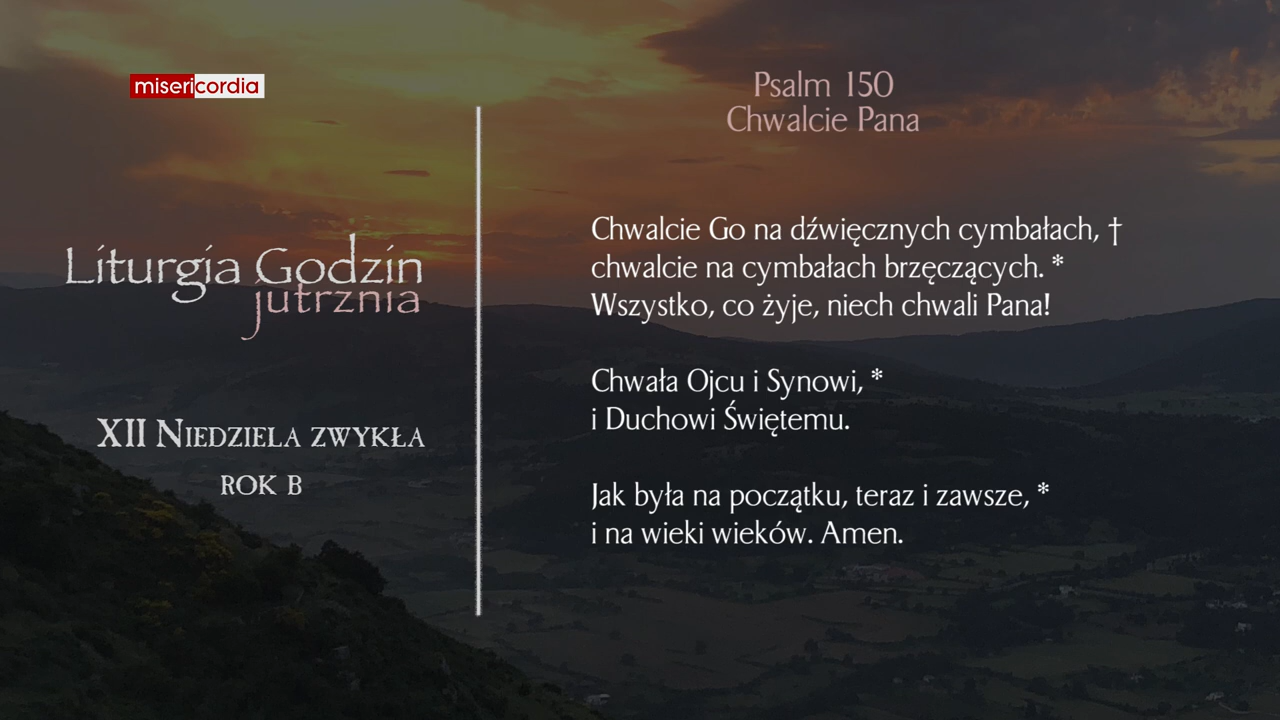 misericordia
Liturgia Godzin
jutrznia
XII Niedziela zwykła
rok B
Psalm 150
Chwalcie Pana
Chwalcie Go na dźwięcznych cymbałach, †
chwalcie na cymbałach brzęczących. *
Wszystko, co żyje, niech chwali Pana!
Chwała Ojcu i Synowi, *
i Duchowi Świętemu.
Jak była na początku, teraz i zawsze, *
i na wieki wieków. Amen.